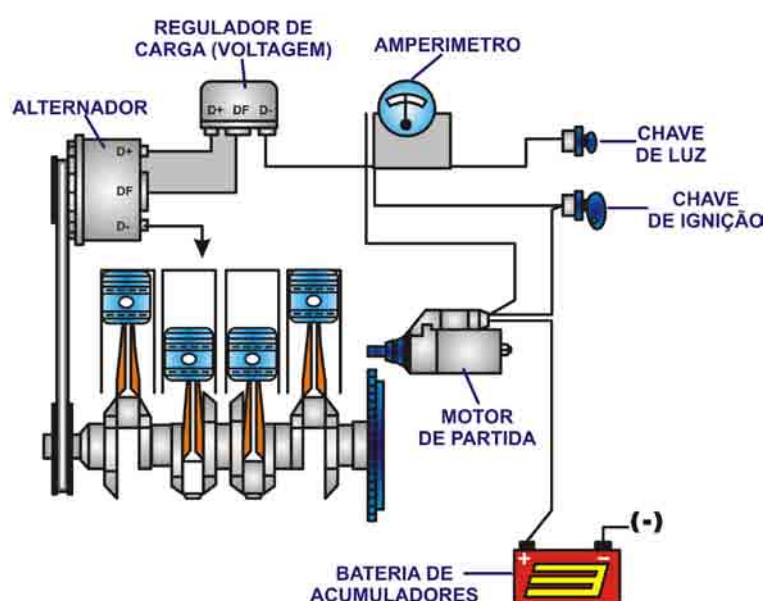 REGULADOR DE
CARGA (VOLTAGEM)
AMPERIMETRO
ALTERNADOR
D+ DF D-
D+
DF
D-
CHAVE
DE LUZ
CHAVE
DE IGNIÇÃO
MOTOR
DE PARTIDA
(-)
+ -
BATERIA DE
ACUMULADORES